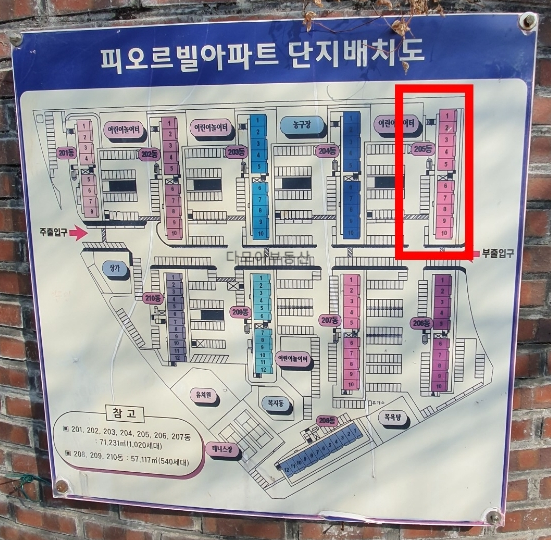 피오르빌아파트 단지배치도
어린이놀이터
어린이놀이터
농구장
어린이놀이터
201동
202동
203동
204동
205동
주출입구
부출입구
다모아부동산
상가
210동
209동
207동
206동
어린이놀이터
유치원
복지동
208동
목욕탕
테니스장
참고
▣ 201, 202, 203, 204, 205, 206, 207동
71.231㎡(1,020세대)
▣ 208, 209, 210동 : 57.117㎡(540세대)